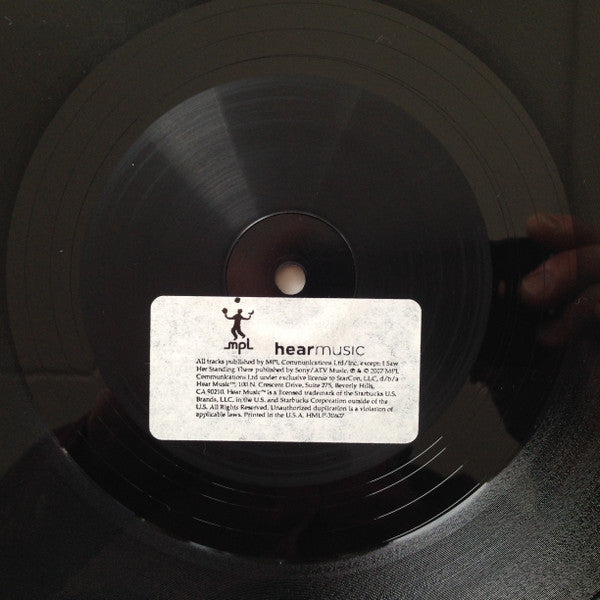 mpl
hearmusic
All tracks published by MPL Communications Ltd/Inc. except: I Saw
Her Standing There published by Sony/ATV Music. ℗ & © 2007 MPL
Communications Ltd under exclusive license to StarCon, LLC, d/b/a
Hear Music™, 100 N. Crescent Drive, Suite 275, Beverly Hills,
CA 90210. Hear Music™ is a licensed trademark of the Starbucks U.S.
Brands, LLC. in the U.S. and Starbucks Corporation outside of the
U.S. All Rights Reserved. Unauthorized duplication is a violation of
applicable laws. Printed in the U.S.A.